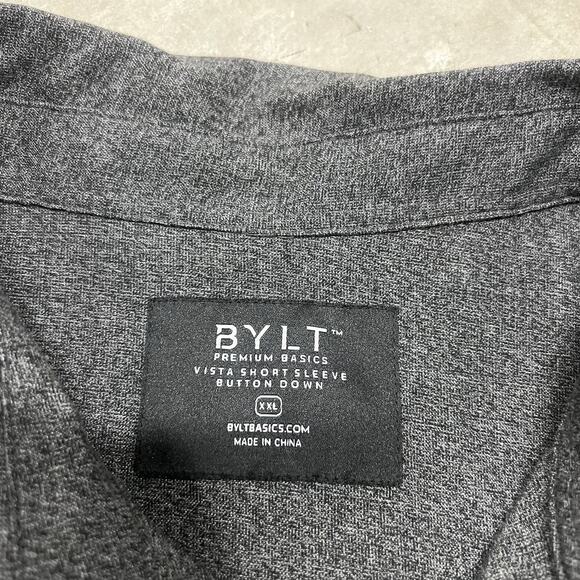 BYLT™
PREMIUM BASICS
VISTA SHORT SLEEVE
BUTTON DOWN
XXL
BYLTBASICS.COM
MADE IN CHINA